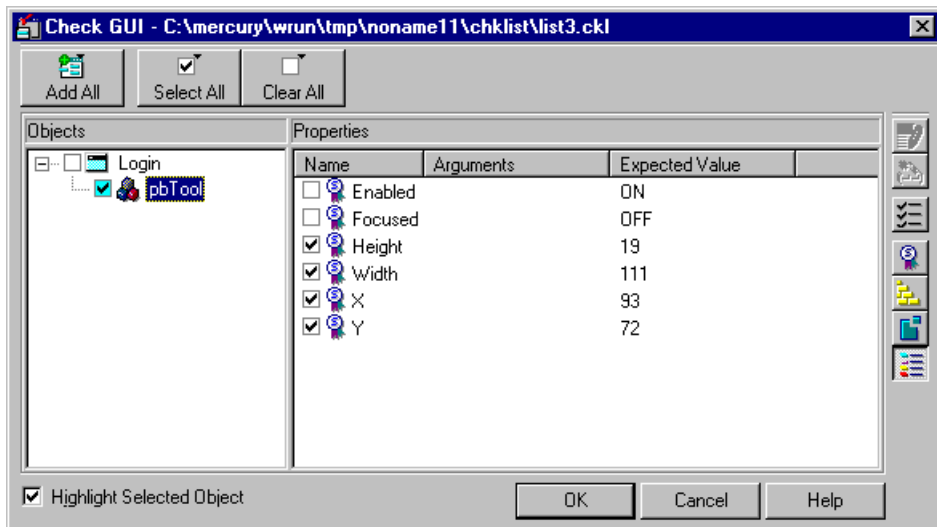 Check GUI - C:\mercury\wrun\tmp\noname11\chklist\list3.ckl
Add All Select All Clear All
Objects Properties
Login
pbTool
Name Arguments Expected Value
Enabled ON
Focused OFF
Height 19
Width 111
X 93
Y 72
Highlight Selected Object OK Cancel Help